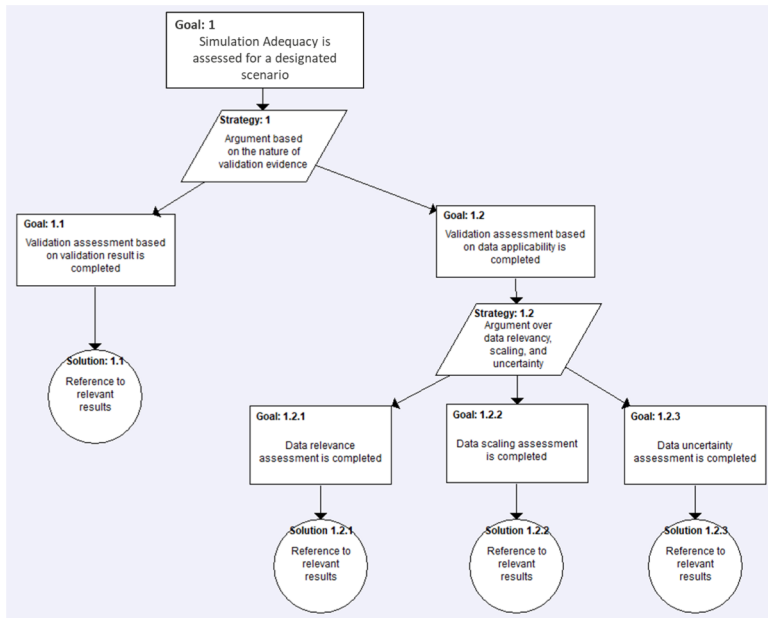 Goal: 1
Simulation Adequacy is
assessed for a designated
scenario
Strategy: 1
Argument based
on the nature of
validation evidence
Goal: 1.1
Validation assessment based
on validation result is
completed
Goal: 1.2
Validation assessment based
on data applicability is
completed
Solution: 1.1
Reference to
relevant
results
Strategy: 1.2
Argument over
data relevancy,
scaling, and
uncertainty
Goal: 1.2.1
Data relevance
assessment is completed
Goal: 1.2.2
Data scaling assessment
is completed
Goal: 1.2.3
Data uncertainty
assessment is completed
Solution 1.2.1
Reference to
relevant
results
Solution 1.2.2
Reference to
relevant
results
Solution 1.2.3
Reference to
relevant
results